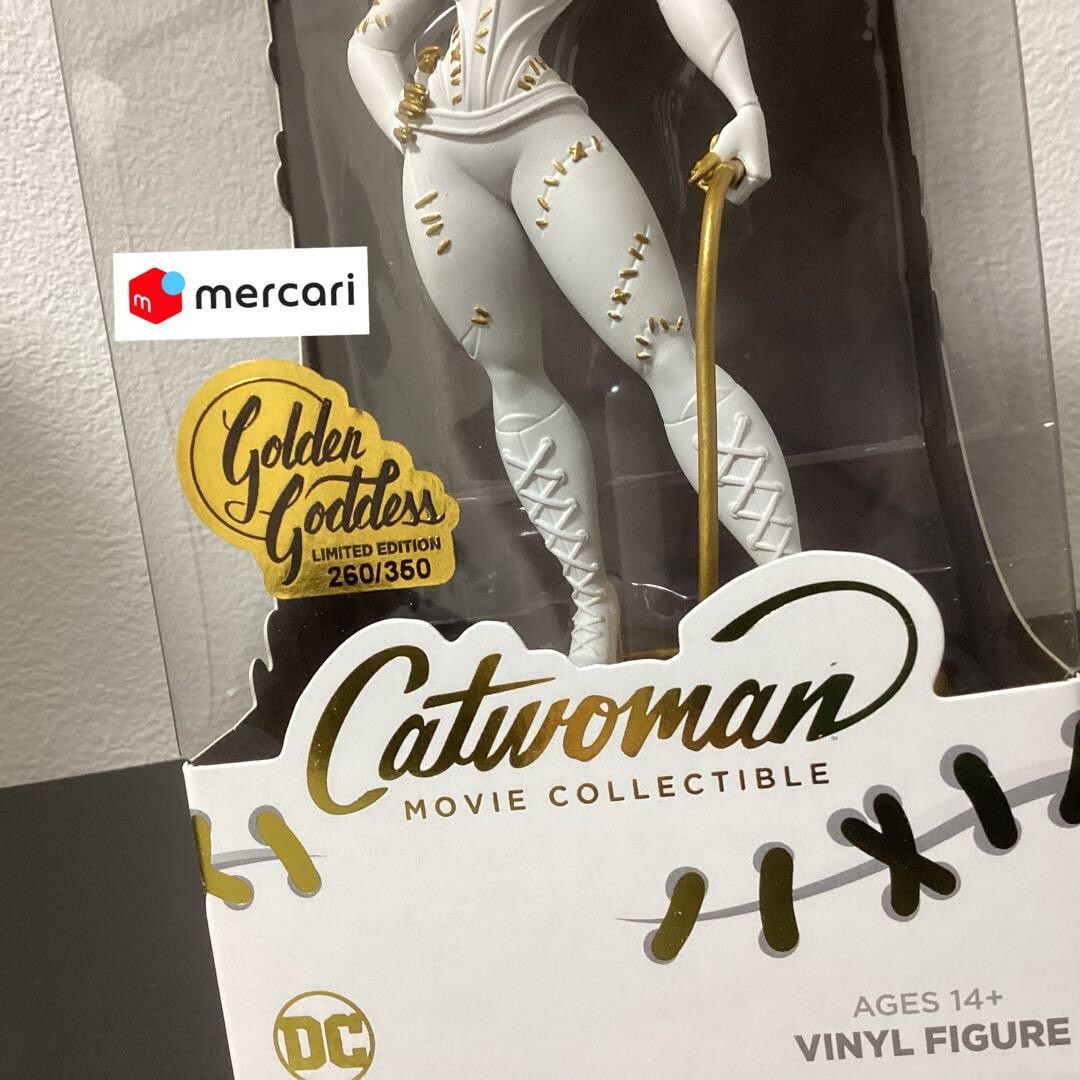 m mercari
Golden
Goddess
LIMITED EDITION
260/350
Catwoman
MOVIE COLLECTIBLE
DC
AGES 14+
VINYL FIGURE